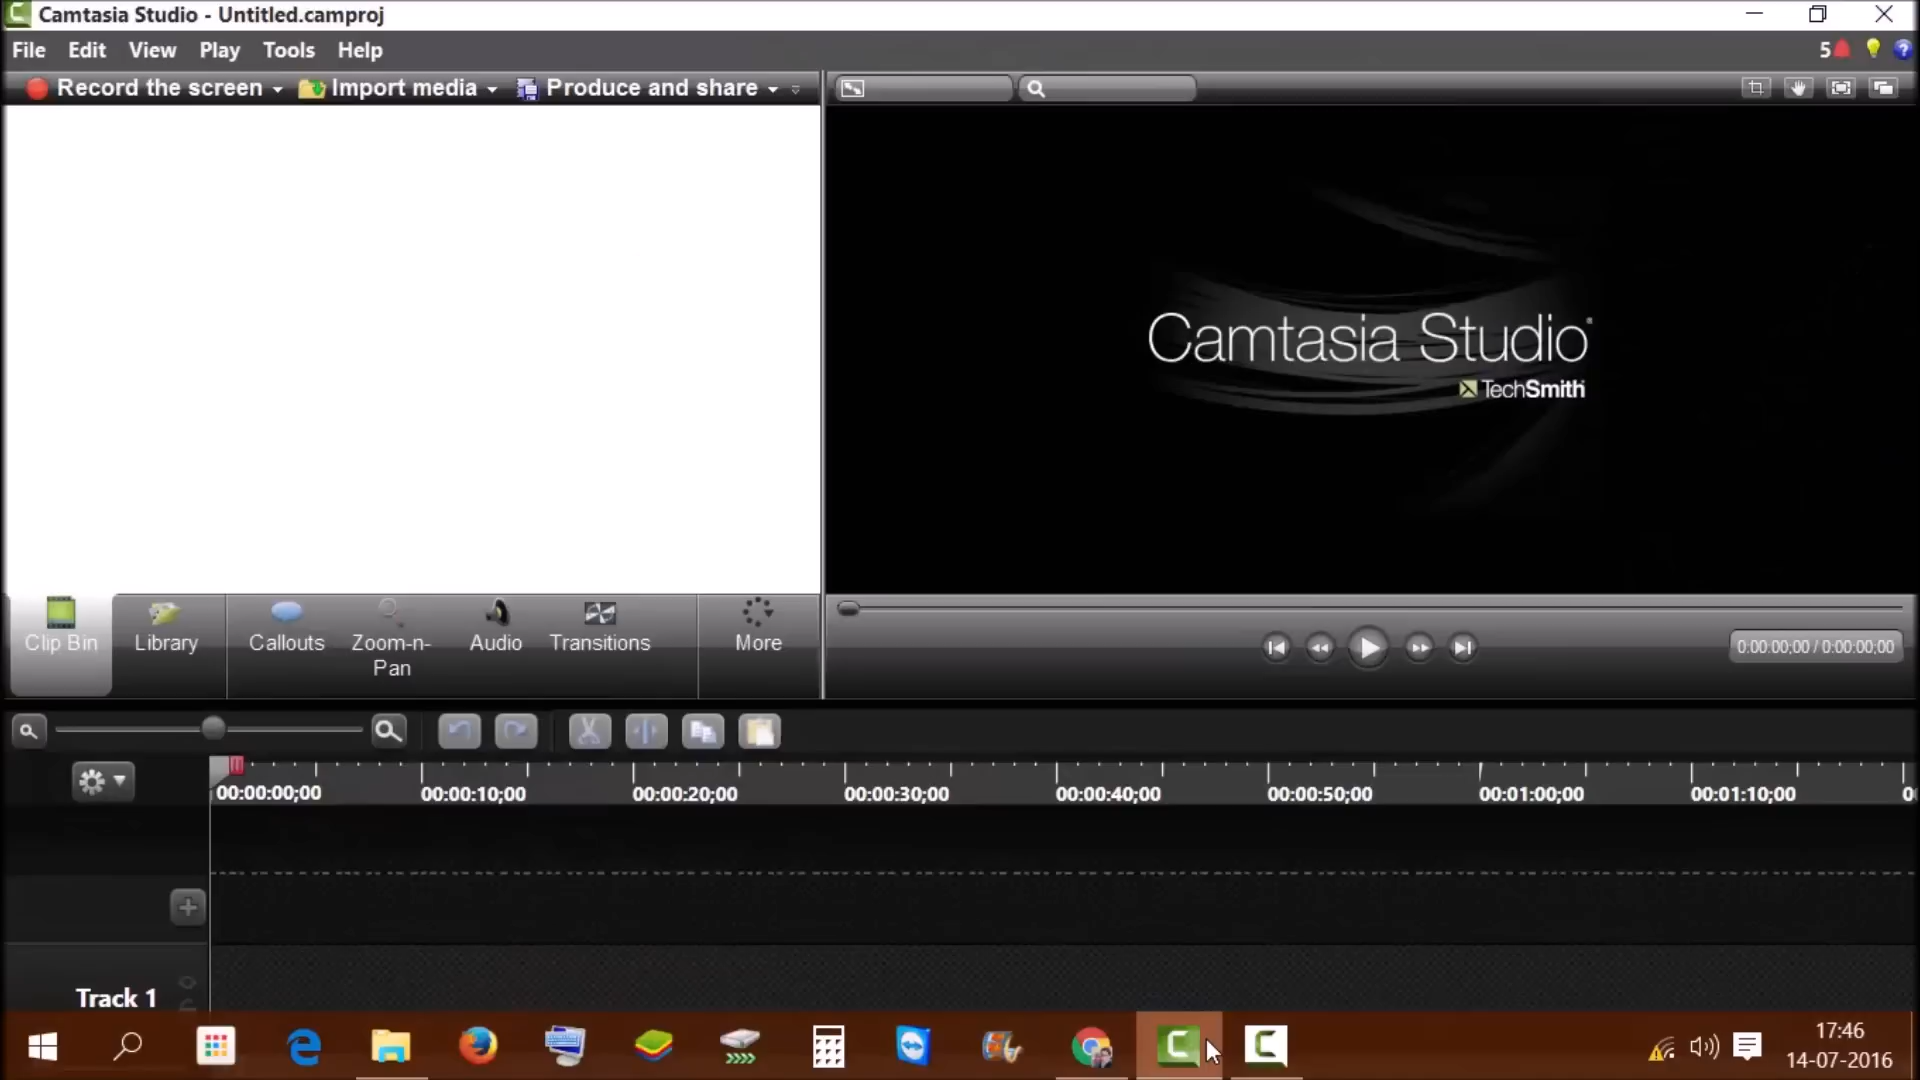 Camtasia Studio - Untitled.camproj
File Edit View Play Tools Help
5
Record the screen Import media Produce and share
Camtasia Studio
TechSmith
Clip Bin Library Callouts Zoom-n-Pan Audio Transitions More
0:00:00;00 / 0:00:00;00
00:00:00;00 00:00:10;00 00:00:20;00 00:00:30;00 00:00:40;00 00:00:50;00 00:01:00;00 00:01:10;00
Track 1
17:46
14-07-2016